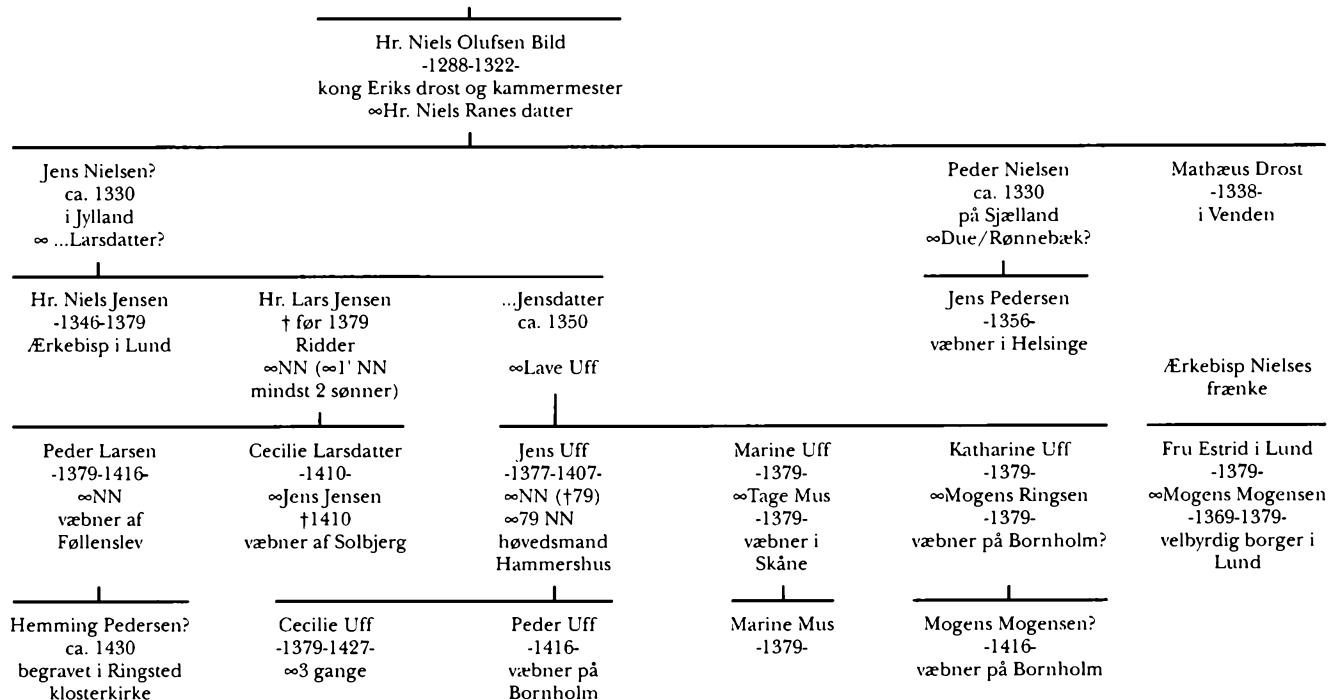 Hr. Niels Olufsen Bild
-1288-1322-
kong Eriks drost og kammermester
∞Hr. Niels Ranes datter
Jens Nielsen?
ca. 1330
i Jylland
∞ ...Larsdatter?
Peder Nielsen
ca. 1330
på Sjælland
∞Due/Rønnebæk?
Mathæus Drost
-1338-
i Venden
Hr. Niels Jensen
-1346-1379
Ærkebisp i Lund
Hr. Lars Jensen
† før 1379
Ridder
∞NN (∞1' NN
mindst 2 sønner)
...Jensdatter
ca. 1350
∞Lave Uff
Jens Pedersen
-1356-
væbner i Helsinge
Ærkebisp Nielses
frænke
Peder Larsen
-1379-1416-
∞NN
væbner af
Føllenslev
Cecilie Larsdatter
-1410-
∞Jens Jensen
†1410
væbner af Solbjerg
Jens Uff
-1377-1407-
∞NN (†79)
∞79 NN
høvedsmand
Hammershus
Marine Uff
-1379-
∞Tage Mus
-1379-
væbner i
Skåne
Katharine Uff
-1379-
∞Mogens Ringsen
-1379-
væbner på Bornholm?
Fru Estrid i Lund
-1379-
∞Mogens Mogensen
-1369-1379-
velbyrdig borger i
Lund
Hemming Pedersen?
ca. 1430
begravet i Ringsted
klosterkirke
Cecilie Uff
-1379-1427-
∞3 gange
Peder Uff
-1416-
væbner på
Bornholm
Marine Mus
-1379-
Mogens Mogensen?
-1416-
væbner på Bornholm